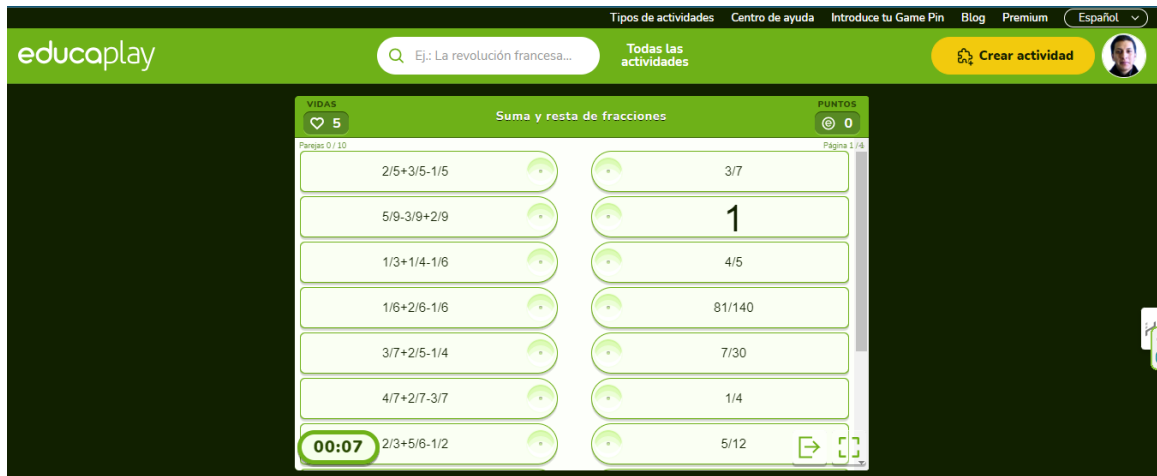 Tipos de actividades Centro de ayuda Introduce tu Game Pin Blog Premium Español
educaplay
Ej.: La revolución francesa...
Todas las
actividades
Crear actividad
VIDAS
5
Suma y resta de fracciones
PUNTOS
0
Parejas 0 / 10
Página 1 / 4
2/5+3/5-1/5 3/7
5/9-3/9+2/9 1
1/3+1/4-1/6 4/5
1/6+2/6-1/6 81/140
3/7+2/5-1/4 7/30
4/7+2/7-3/7 1/4
00:07 2/3+5/6-1/2 5/12